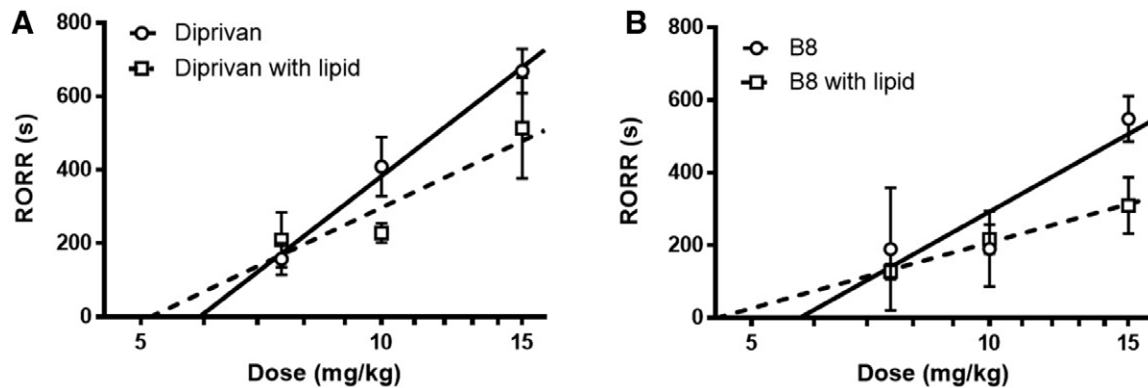 A
Diprivan
Diprivan with lipid
RORR (s)
800
600
400
200
0
5
10
15
Dose (mg/kg)
B
B8
B8 with lipid
RORR (s)
800
600
400
200
0
5
10
15
Dose (mg/kg)